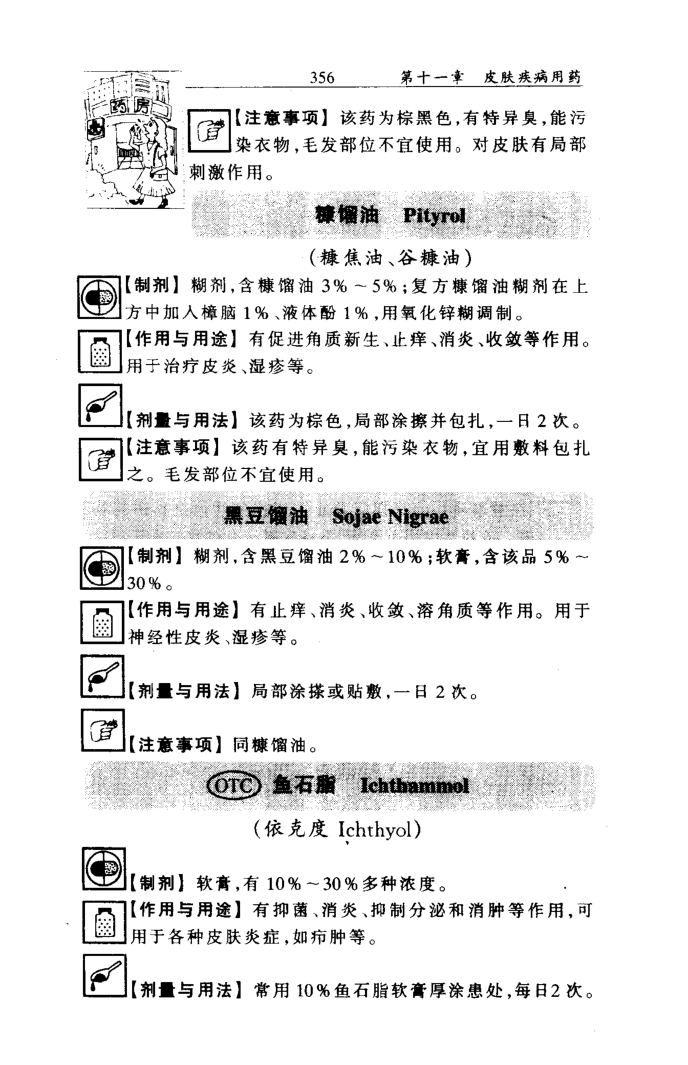 356 第十一章 皮肤疾病用药
药房
【注意事项】该药为棕黑色,有特异臭,能污
染衣物,毛发部位不宜使用。对皮肤有局部
刺激作用。
糠馏油 Pityrol
(糠焦油、谷糠油)
【制剂】糊剂,含糠馏油 3%~5%;复方糠馏油糊剂在上
方中加入樟脑 1%、液体酚 1%,用氧化锌糊调制。
【作用与用途】有促进角质新生、止痒、消炎、收敛等作用。
用于治疗皮炎、湿疹等。
【剂量与用法】该药为棕色,局部涂擦并包扎,一日 2 次。
【注意事项】该药有特异臭,能污染衣物,宜用敷料包扎
之。毛发部位不宜使用。
黑豆馏油 Sojae Nigrae
【制剂】糊剂,含黑豆馏油 2%~10%;软膏,含该品 5%~
30%。
【作用与用途】有止痒、消炎、收敛、溶角质等作用。用于
神经性皮炎、湿疹等。
【剂量与用法】局部涂搽或贴敷,一日 2 次。
【注意事项】同糠馏油。
OTC 鱼石脂 Ichthammol
(依克度 Ichthyol)
【制剂】软膏,有 10%~30%多种浓度。
【作用与用途】有抑菌、消炎、抑制分泌和消肿等作用,可
用于各种皮肤炎症,如疖肿等。
【剂量与用法】常用 10%鱼石脂软膏厚涂患处,每日2 次。